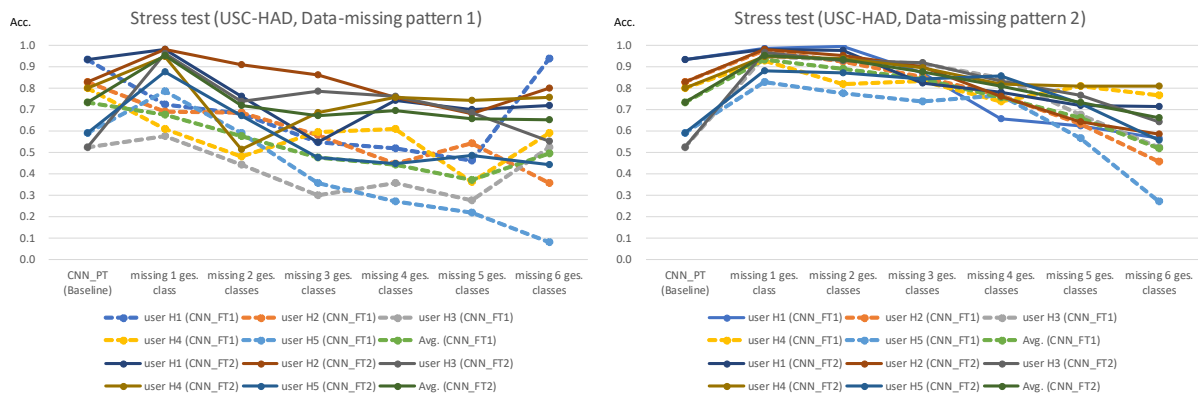 Acc.
Stress test (USC-HAD, Data-missing pattern 1)
1.0
0.9
0.8
0.7
0.6
0.5
0.4
0.3
0.2
0.1
0.0
CNN_PT (Baseline)
missing 1 ges. class
missing 2 ges. classes
missing 3 ges. classes
missing 4 ges. classes
missing 5 ges. classes
missing 6 ges. classes
user H1 (CNN_FT1) user H2 (CNN_FT1) user H3 (CNN_FT1)
user H4 (CNN_FT1) user H5 (CNN_FT1) Avg. (CNN_FT1)
user H1 (CNN_FT2) user H2 (CNN_FT2) user H3 (CNN_FT2)
user H4 (CNN_FT2) user H5 (CNN_FT2) Avg. (CNN_FT2)
Acc.
Stress test (USC-HAD, Data-missing pattern 2)
1.0
0.9
0.8
0.7
0.6
0.5
0.4
0.3
0.2
0.1
0.0
CNN_PT (Baseline)
missing 1 ges. class
missing 2 ges. classes
missing 3 ges. classes
missing 4 ges. classes
missing 5 ges. classes
missing 6 ges. classes
user H1 (CNN_FT1) user H2 (CNN_FT1) user H3 (CNN_FT1)
user H4 (CNN_FT1) user H5 (CNN_FT1) Avg. (CNN_FT1)
user H1 (CNN_FT2) user H2 (CNN_FT2) user H3 (CNN_FT2)
user H4 (CNN_FT2) user H5 (CNN_FT2) Avg. (CNN_FT2)